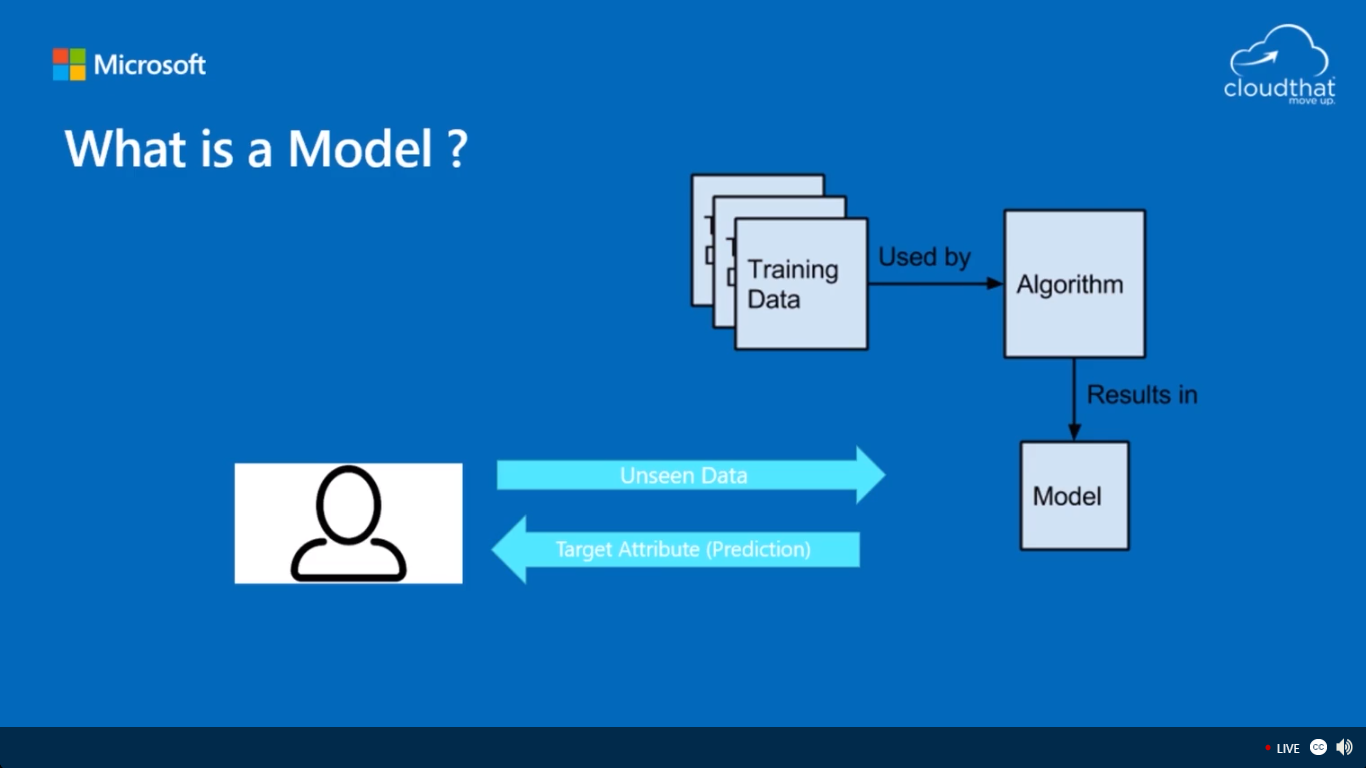 Microsoft
cloudthat
move up.
What is a Model ?
Training
Data
Used by
Algorithm
Results in
Model
Unseen Data
Target Attribute (Prediction)
LIVE
CC